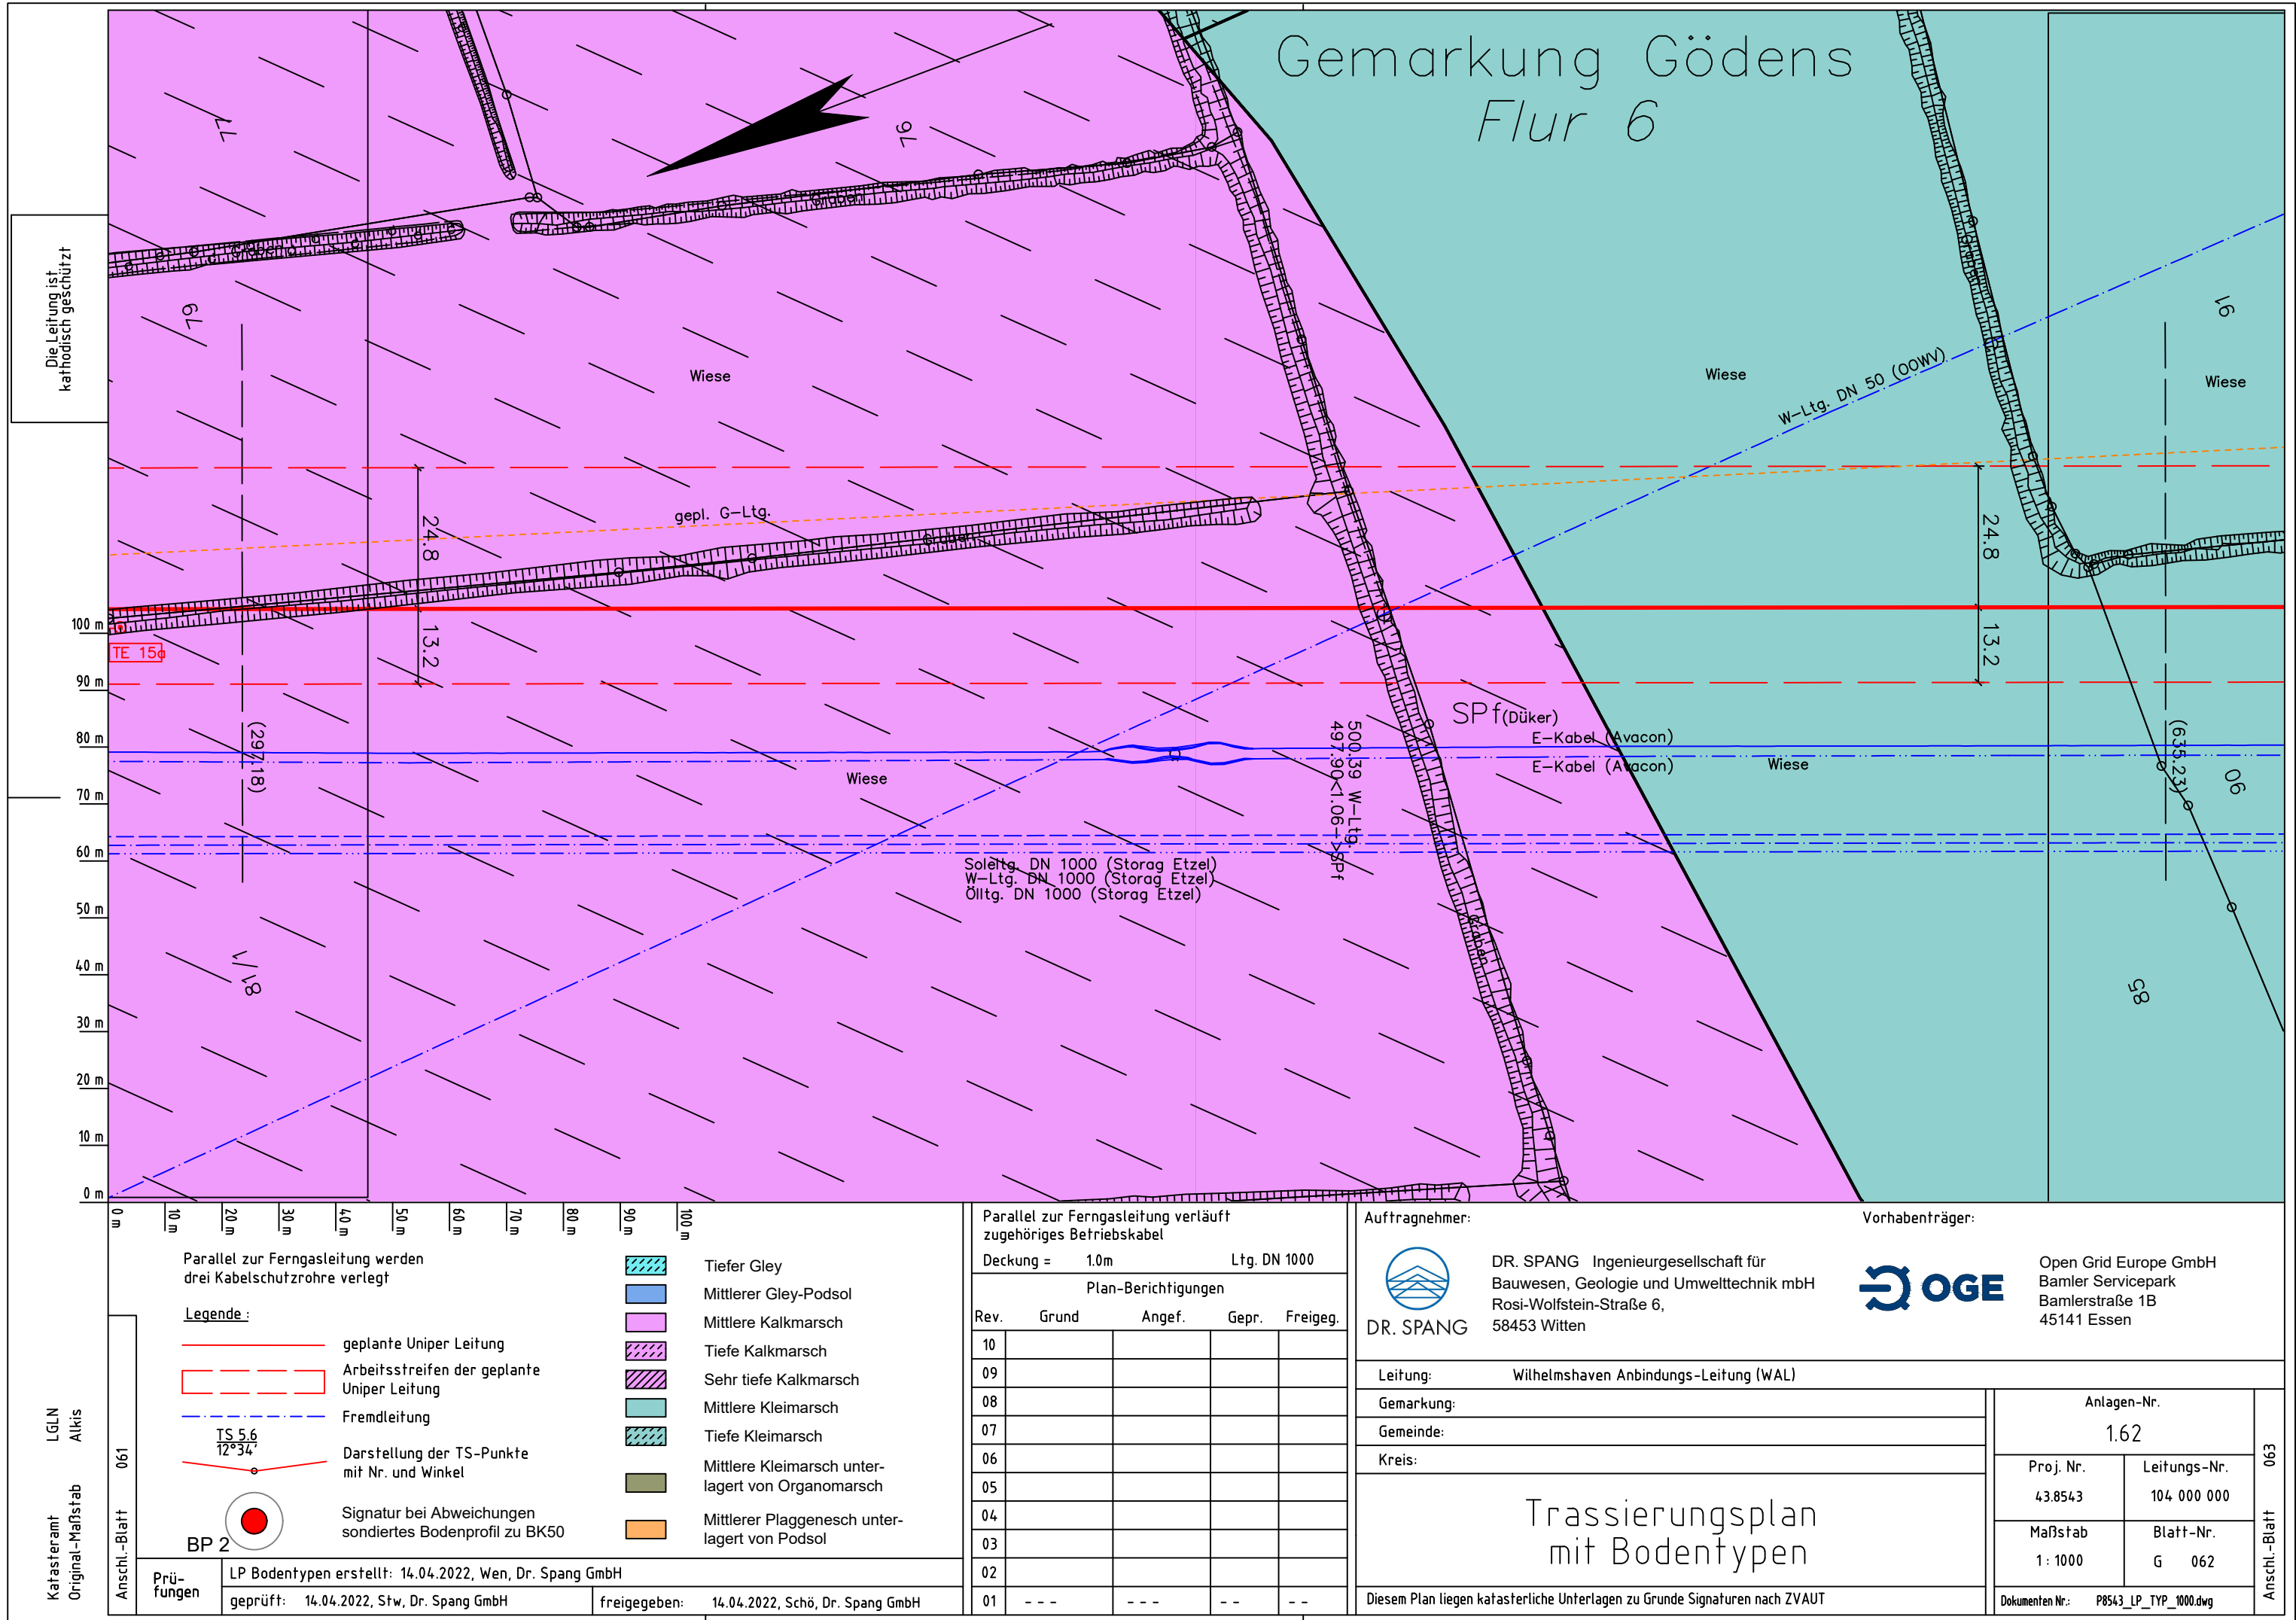 Gemarkung Gödens
Flur 6
77
76
Graben
Graben
79
Die Leitung ist
kathodisch geschützt
Wiese
Wiese
Wiese
91
W-Ltg. DN 50 (OOWV)
Graben
gepl. G-Ltg.
Graben
24.8
13.2
24.8
13.2
TE 15a
(297.18)
(635.23)
SPf(Düker)
500.39 W-Ltg.
497.90<1.06->SPf
E-Kabel (Avacon)
E-Kabel (Avacon)
Wiese
Wiese
90
Soleltg. DN 1000 (Storag Etzel)
W-Ltg. DN 1000 (Storag Etzel)
Ölltg. DN 1000 (Storag Etzel)
Graben
81/1
85
100 m
90 m
80 m
70 m
60 m
50 m
40 m
30 m
20 m
10 m
0 m
0 m
10 m
20 m
30 m
40 m
50 m
60 m
70 m
80 m
90 m
100 m
Parallel zur Ferngasleitung werden
drei Kabelschutzrohre verlegt
Legende :
geplante Uniper Leitung
Arbeitsstreifen der geplante
Uniper Leitung
Fremdleitung
TS 5.6
12°34'
Darstellung der TS-Punkte
mit Nr. und Winkel
BP 2
Signatur bei Abweichungen
sondiertes Bodenprofil zu BK50
Tiefer Gley
Mittlerer Gley-Podsol
Mittlere Kalkmarsch
Tiefe Kalkmarsch
Sehr tiefe Kalkmarsch
Mittlere Kleimarsch
Tiefe Kleimarsch
Mittlere Kleimarsch unter-
lagert von Organomarsch
Mittlerer Plaggenesch unter-
lagert von Podsol
Katasteramt LGLN
Original-Maßstab Alkis
Anschl.-Blatt 061
Prü-
fungen
LP Bodentypen erstellt: 14.04.2022, Wen, Dr. Spang GmbH
geprüft: 14.04.2022, Stw, Dr. Spang GmbH
freigegeben: 14.04.2022, Schö, Dr. Spang GmbH
Parallel zur Ferngasleitung verläuft
zugehöriges Betriebskabel
Deckung = 1.0m Ltg. DN 1000
Plan-Berichtigungen
Rev. Grund Angef. Gepr. Freigeg.
10
09
08
07
06
05
04
03
02
01 --- --- -- --
Auftragnehmer:
DR. SPANG
DR. SPANG Ingenieurgesellschaft für
Bauwesen, Geologie und Umwelttechnik mbH
Rosi-Wolfstein-Straße 6,
58453 Witten
Vorhabenträger:
OGE
Open Grid Europe GmbH
Bamler Servicepark
Bamlerstraße 1B
45141 Essen
Leitung: Wilhelmshaven Anbindungs-Leitung (WAL)
Gemarkung:
Gemeinde:
Kreis:
Trassierungsplan
mit Bodentypen
Diesem Plan liegen katasterliche Unterlagen zu Grunde Signaturen nach ZVAUT
Anlagen-Nr.
1.62
Proj. Nr.
43.8543
Leitungs-Nr.
104 000 000
Maßstab
1 : 1000
Blatt-Nr.
G 062
Dokumenten Nr.: P8543_LP_TYP_1000.dwg
Anschl.-Blatt 063